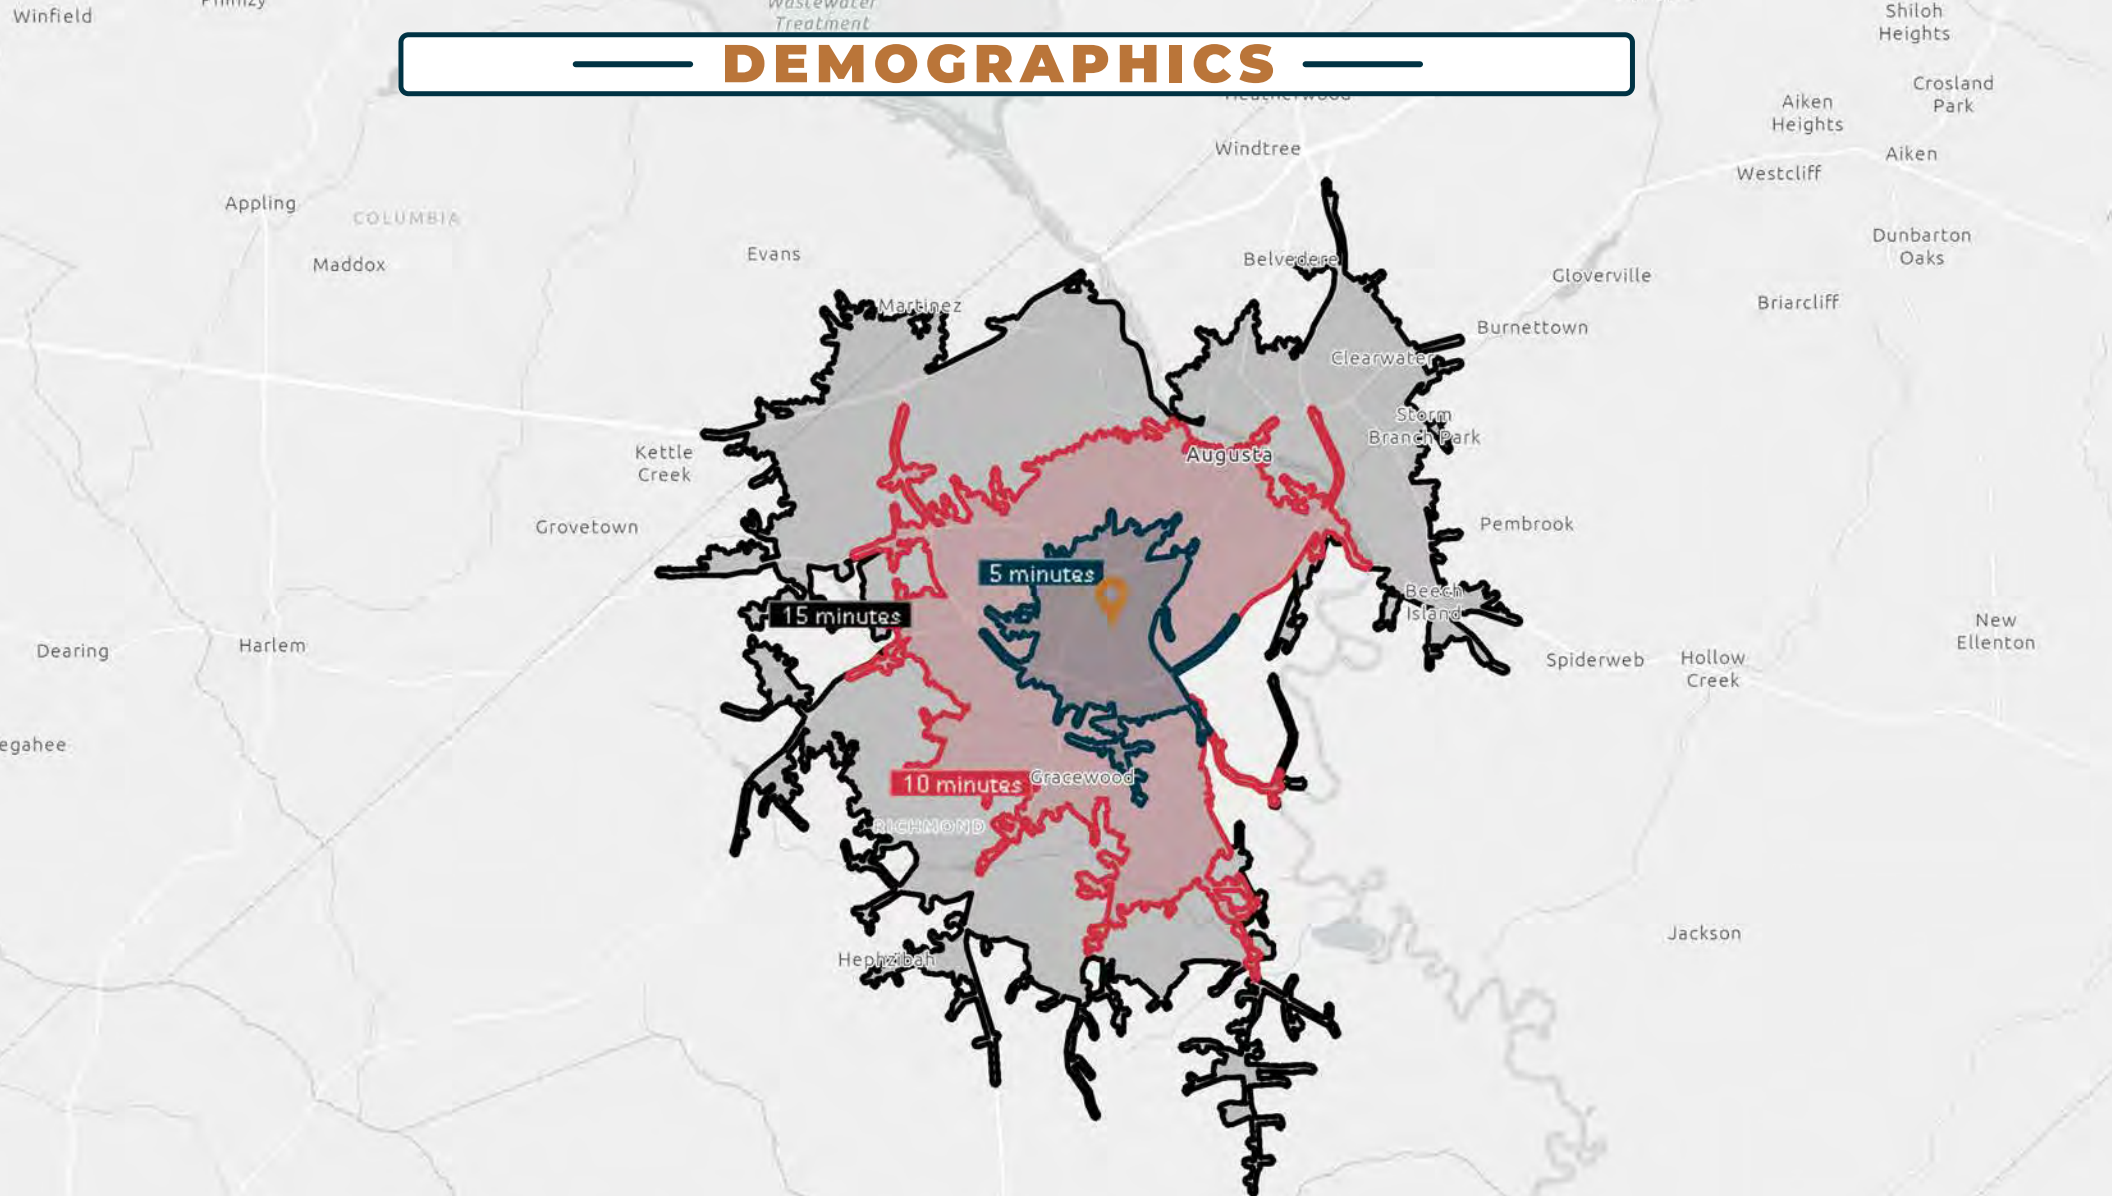 Winfield
Wastewater
Treatment
Shiloh
Heights
DEMOGRAPHICS
Crosland
Park
Aiken
Heights
Windtree
Aiken
Westcliff
Appling
COLUMBIA
Dunbarton
Oaks
Evans
Belvedere
Maddox
Gloverville
Martinez
Briarcliff
Burnettown
Clearwater
Storm
Branch Park
Kettle
Creek
Augusta
Grovetown
Pembrook
5 minutes
Beech
Island
15 minutes
New
Ellenton
Dearing
Harlem
Spiderweb
Hollow
Creek
egahee
10 minutes
Gracewood
RICHMOND
Jackson
Hephzibah